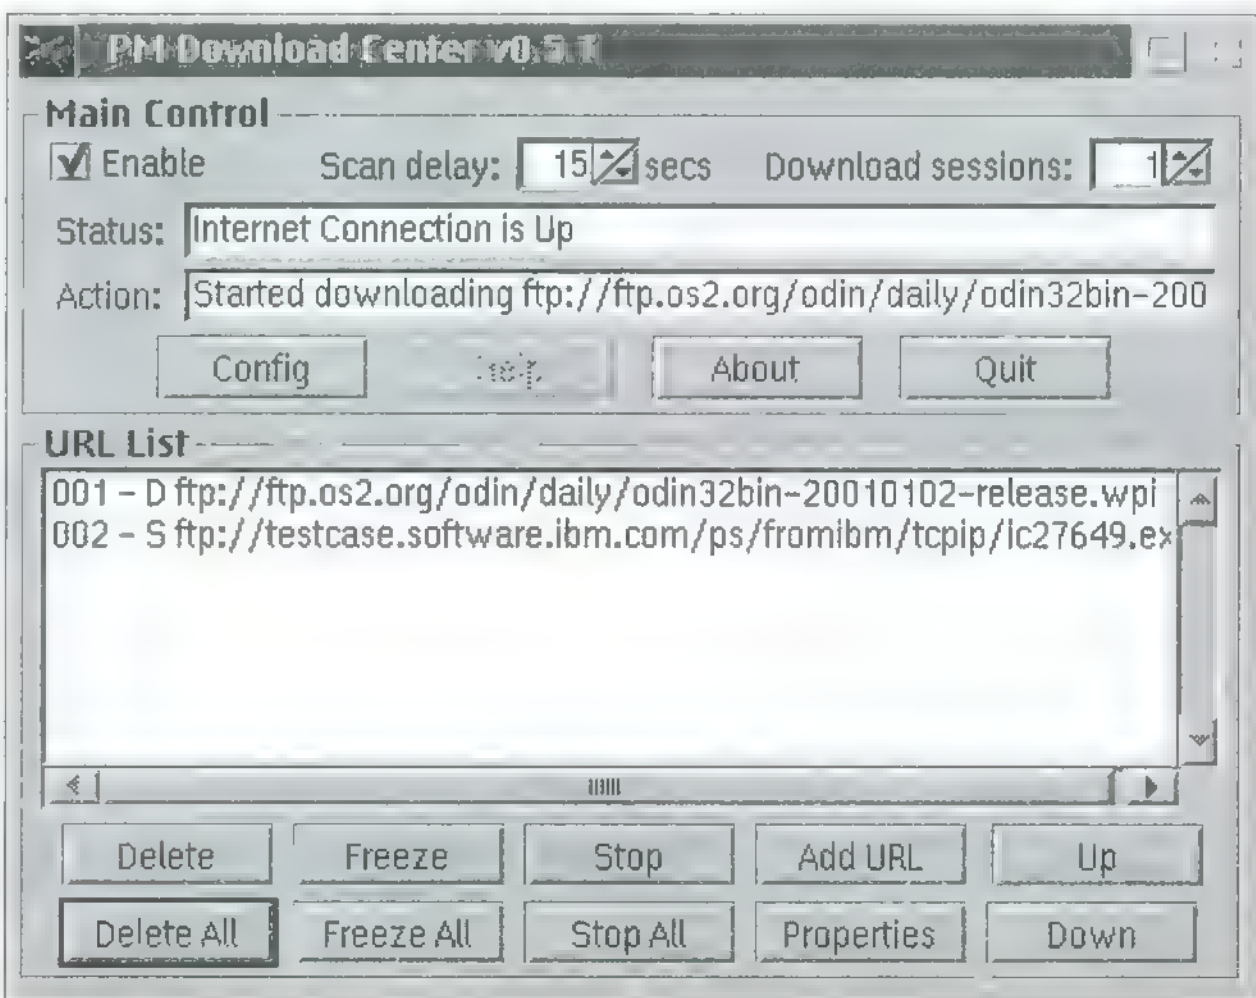 PM Download Center v0.5.1
Main Control
Enable Scan delay: 15 secs Download sessions: 1
Status: Internet Connection is Up
Action: Started downloading ftp://ftp.os2.org/odin/daily/odin32bin-200
Config Help About Quit
URL List
001 - D ftp://ftp.os2.org/odin/daily/odin32bin-20010102-release.wpi
002 - S ftp://testcase.software.ibm.com/ps/fromibm/tcpip/ic27649.ex
Delete Freeze Stop Add URL Up
Delete All Freeze All Stop All Properties Down